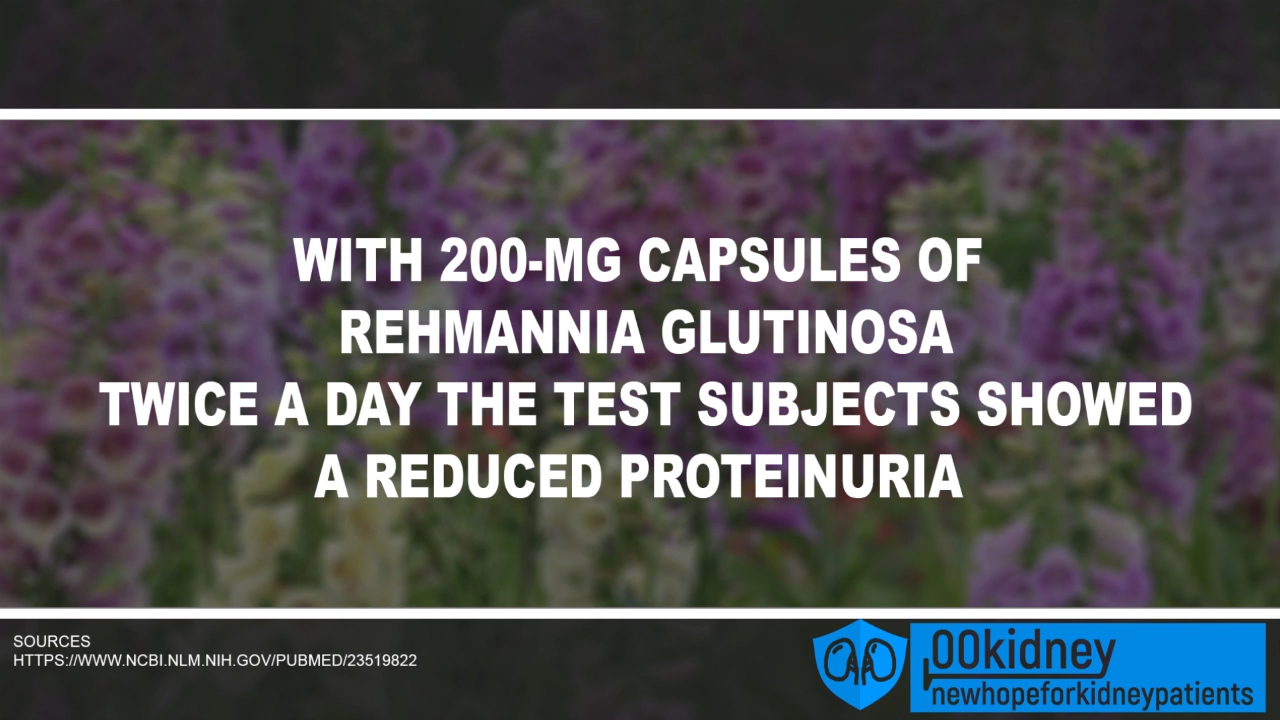 WITH 200-MG CAPSULES OF
REHMANNIA GLUTINOSA
TWICE A DAY THE TEST SUBJECTS SHOWED
A REDUCED PROTEINURIA
SOURCES
HTTPS://WWW.NCBI.NLM.NIH.GOV/PUBMED/23519822
00kidney
newhopeforkidneypatients